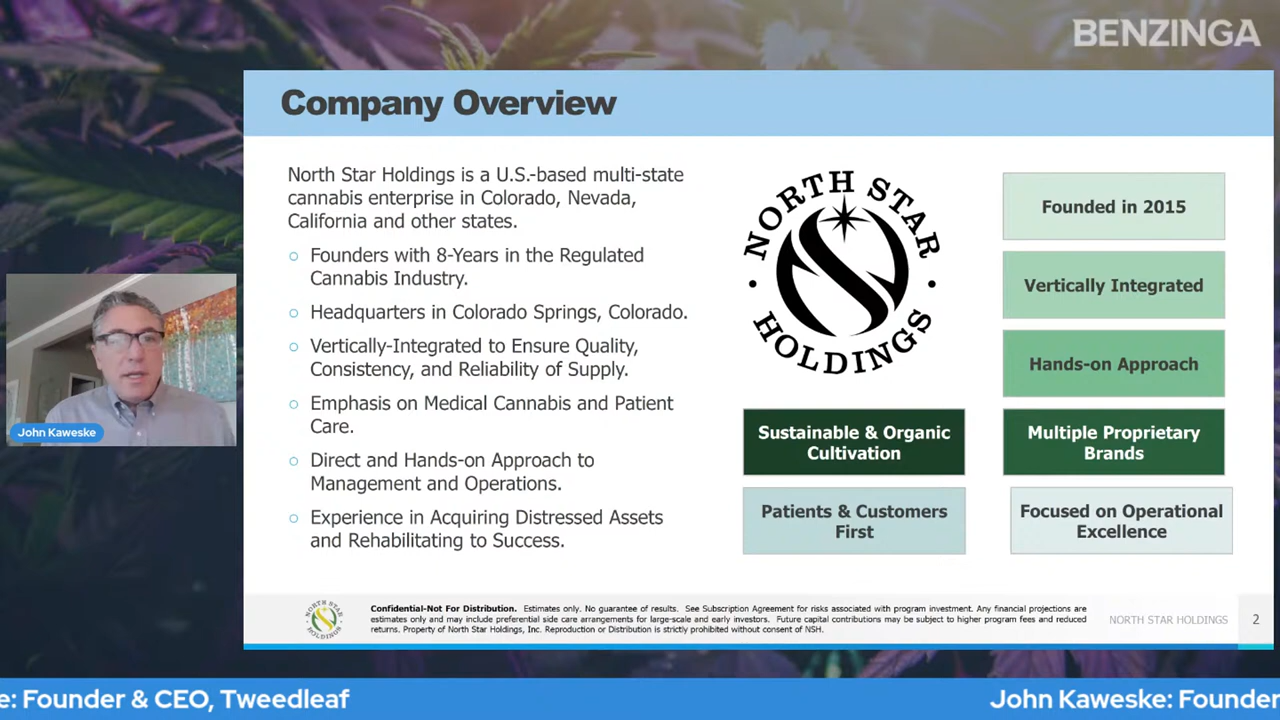 BENZINGA
Company Overview
North Star Holdings is a U.S.-based multi-state
cannabis enterprise in Colorado, Nevada,
California and other states.
Founders with 8-Years in the Regulated
Cannabis Industry.
Headquarters in Colorado Springs, Colorado.
Vertically-Integrated to Ensure Quality,
Consistency, and Reliability of Supply.
Emphasis on Medical Cannabis and Patient
Care.
Direct and Hands-on Approach to
Management and Operations.
Experience in Acquiring Distressed Assets
and Rehabilitating to Success.
NORTH STAR
HOLDINGS
Founded in 2015
Vertically Integrated
Hands-on Approach
Sustainable & Organic
Cultivation
Multiple Proprietary
Brands
Patients & Customers
First
Focused on Operational
Excellence
John Kaweske
NORTH STAR
HOLDINGS
Confidential-Not For Distribution. Estimates only. No guarantee of results. See Subscription Agreement for risks associated with program investment. Any financial projections are
estimates only and may include preferential side care arrangements for large-scale and early investors. Future capital contributions may be subject to higher program fees and reduced
returns. Property of North Star Holdings, Inc. Reproduction or Distribution is strictly prohibited without consent of NSH.
NORTH STAR HOLDINGS
2
e: Founder & CEO, Tweedleaf
John Kaweske: Founder